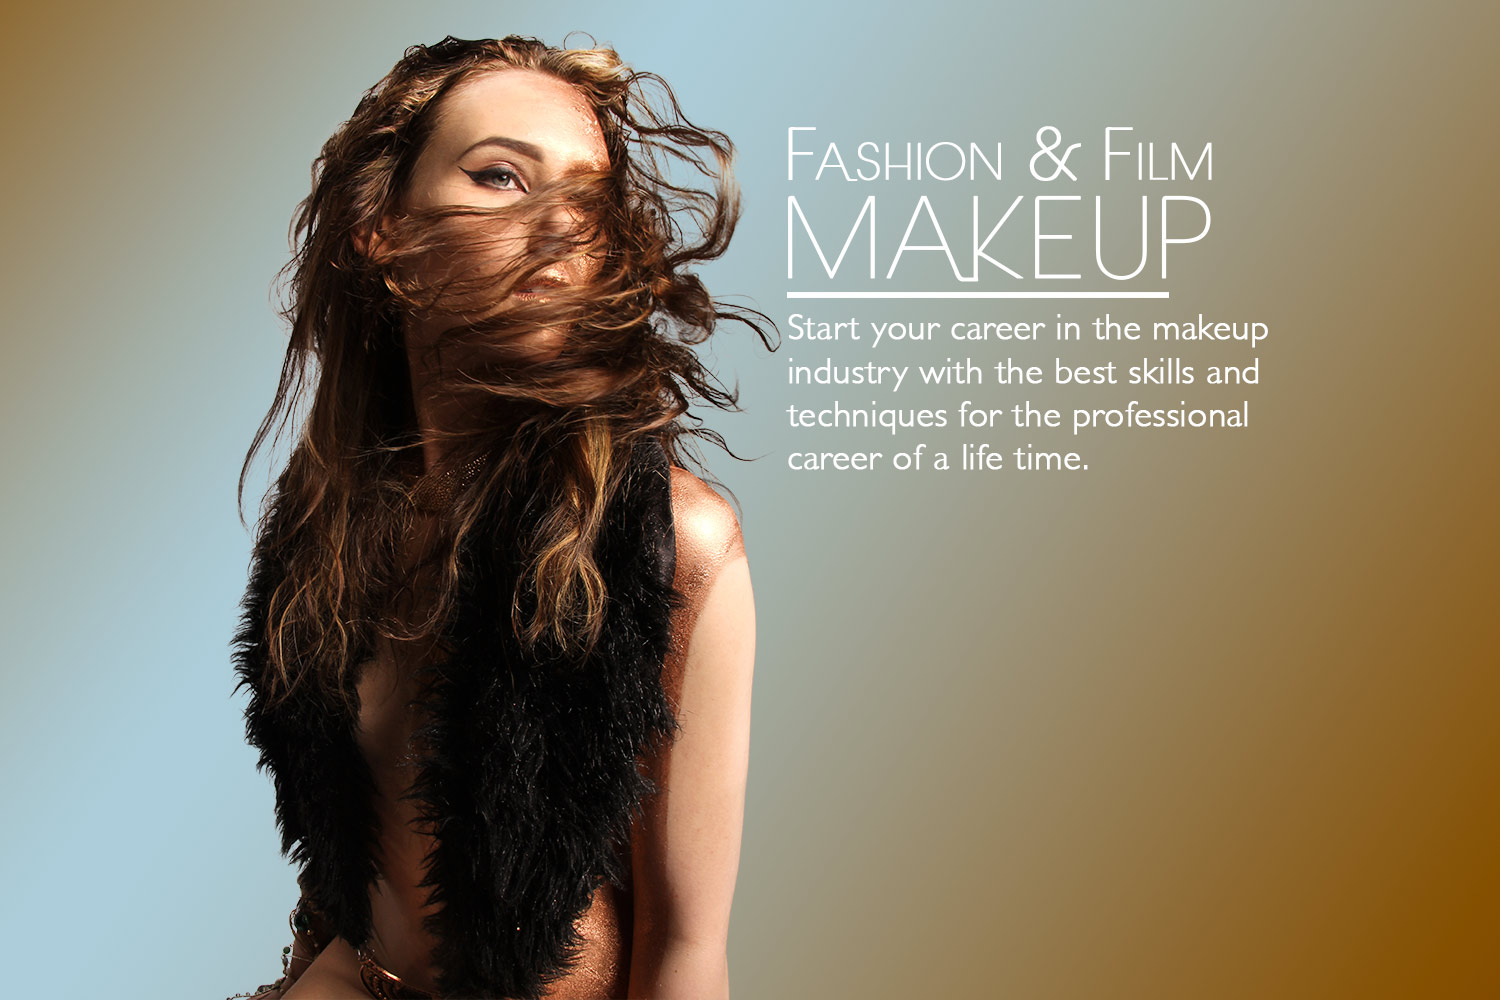 Fashion & Film
MAKEUP
Start your career in the makeup
industry with the best skills and
techniques for the professional
career of a life time.